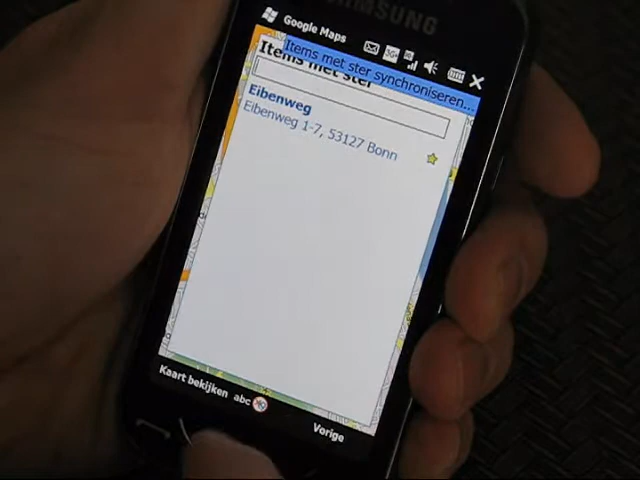 SAMSUNG
Google Maps
Items met ster synchroniseren...
Items met ster
Eibenweg
Eibenweg 1-7, 53127 Bonn
Kaart bekijken abc
Vorige